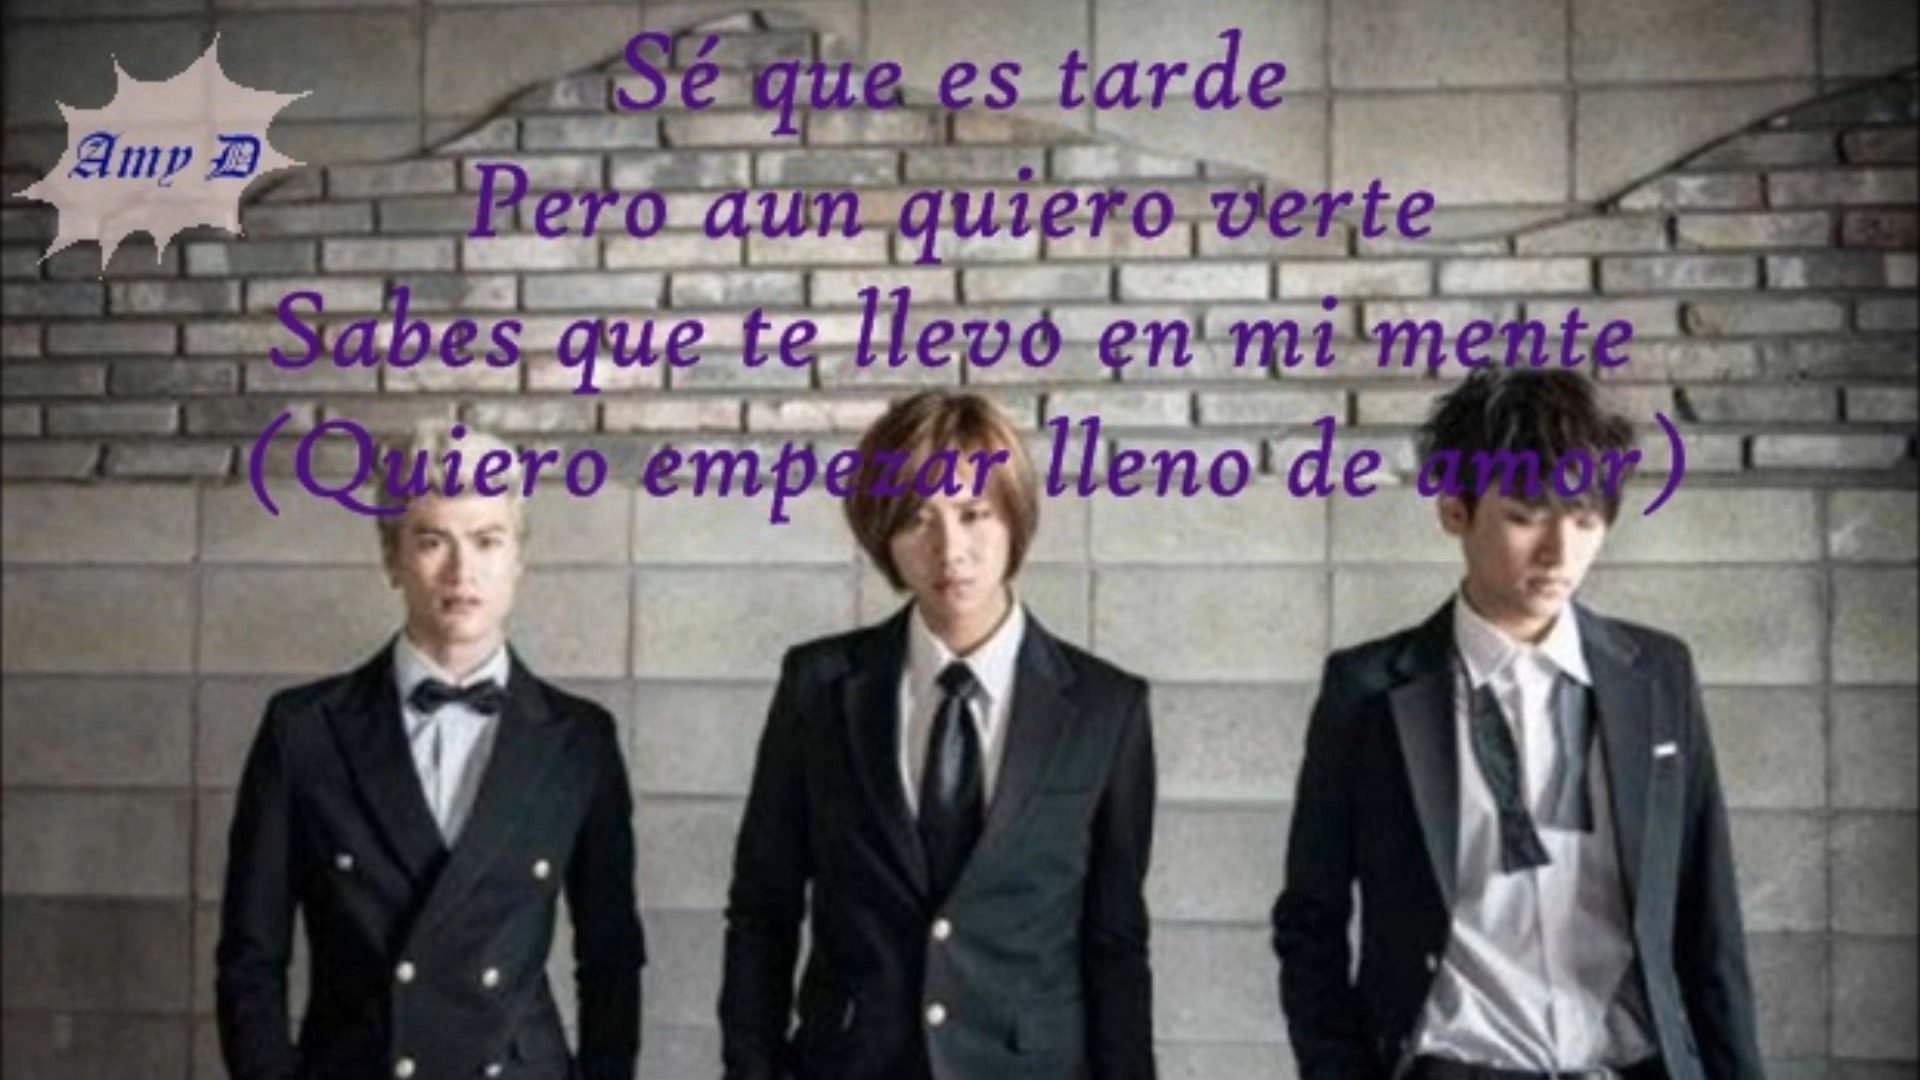 Amy D
Sé que es tarde
Pero aun quiero verte
Sabes que te llevo en mi mente
(Quiero empezar lleno de amor)